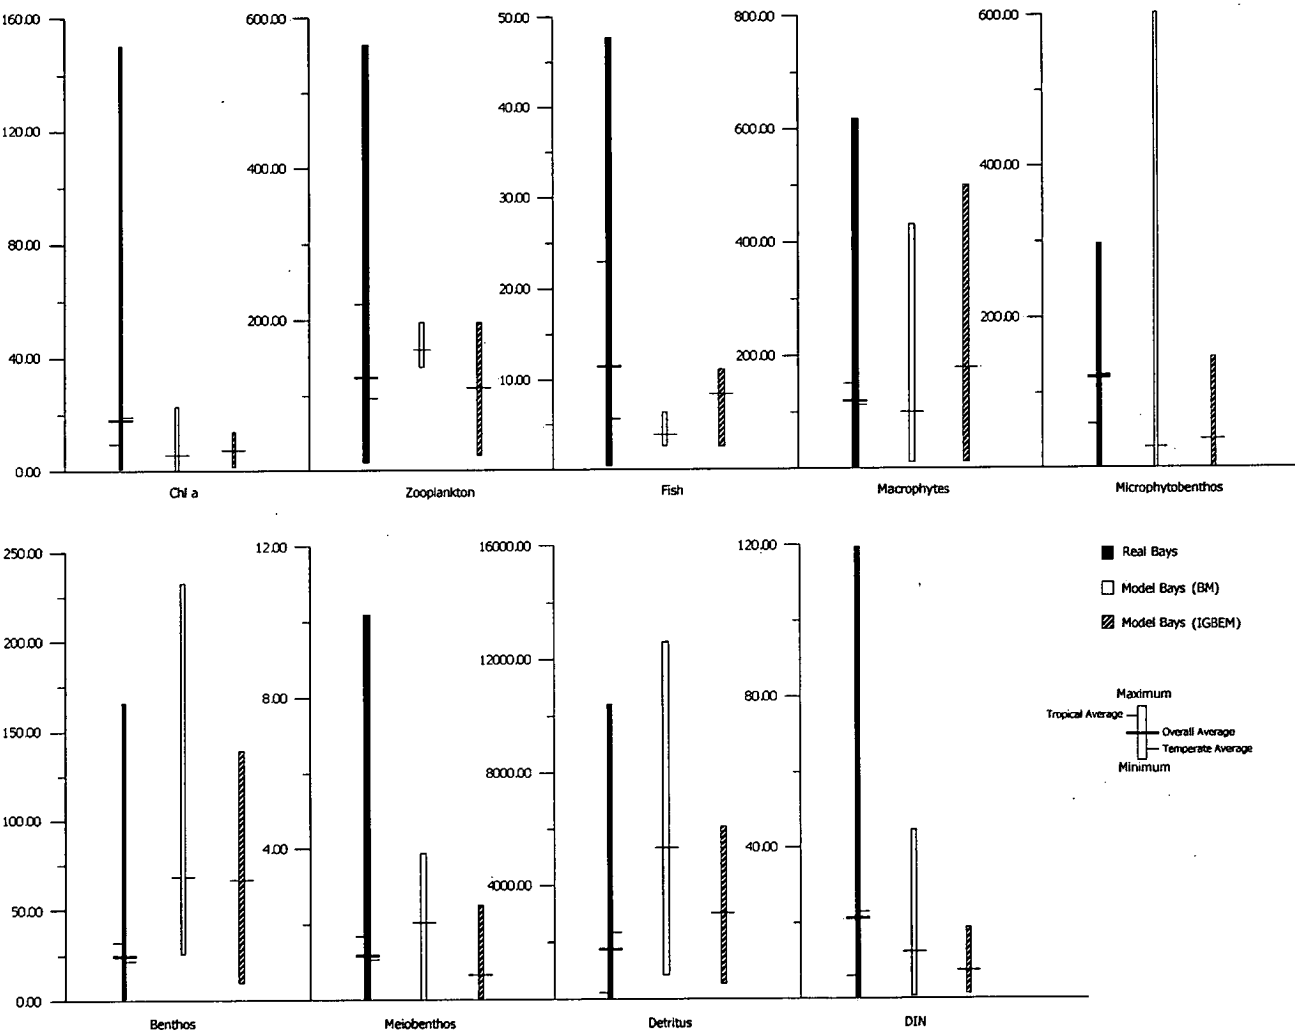 160.00
120.00
80.00
40.00
0.00
Chl a
600.00
400.00
200.00
Zooplankton
50.00
40.00
30.00
20.00
10.00
Fish
800.00
600.00
400.00
200.00
Macrophytes
600.00
400.00
200.00
Microphytobenthos
250.00
200.00
150.00
100.00
50.00
0.00
Benthos
12.00
8.00
4.00
Meiobenthos
16000.00
12000.00
8000.00
4000.00
Detritus
120.00
80.00
40.00
DIN
Real Bays
Model Bays (BM)
Model Bays (IGBEM)
Maximum
Tropical Average
Overall Average
Temperate Average
Minimum